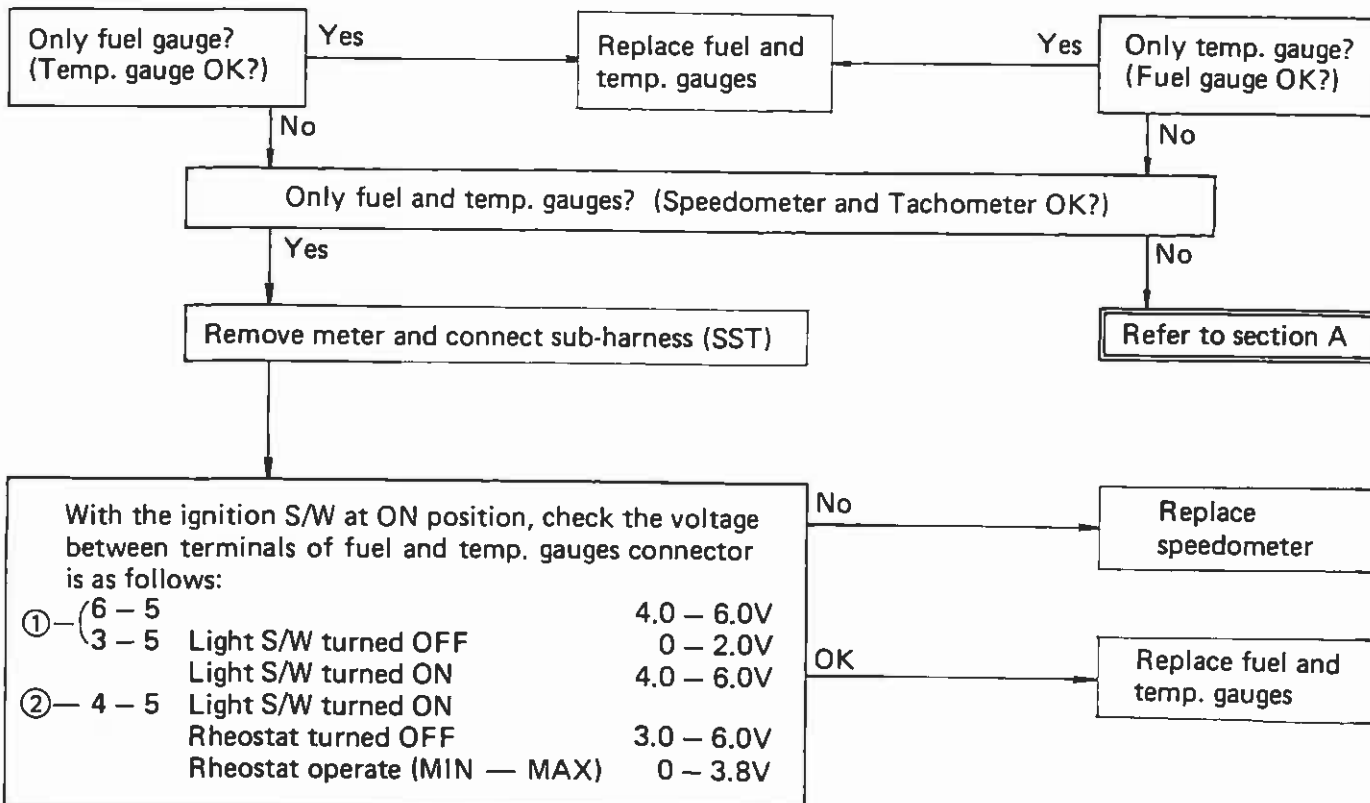 Only fuel gauge?
(Temp. gauge OK?)
Yes
Replace fuel and
temp. gauges
Yes
Only temp. gauge?
(Fuel gauge OK?)
No
No
Only fuel and temp. gauges? (Speedometer and Tachometer OK?)
Yes
No
Remove meter and connect sub-harness (SST)
Refer to section A
With the ignition S/W at ON position, check the voltage
between terminals of fuel and temp. gauges connector
is as follows:
① 6 – 5 4.0 – 6.0V
3 – 5 Light S/W turned OFF 0 – 2.0V
Light S/W turned ON 4.0 – 6.0V
② – 4 – 5 Light S/W turned ON
Rheostat turned OFF 3.0 – 6.0V
Rheostat operate (MIN — MAX) 0 – 3.8V
No
Replace
speedometer
OK
Replace fuel and
temp. gauges